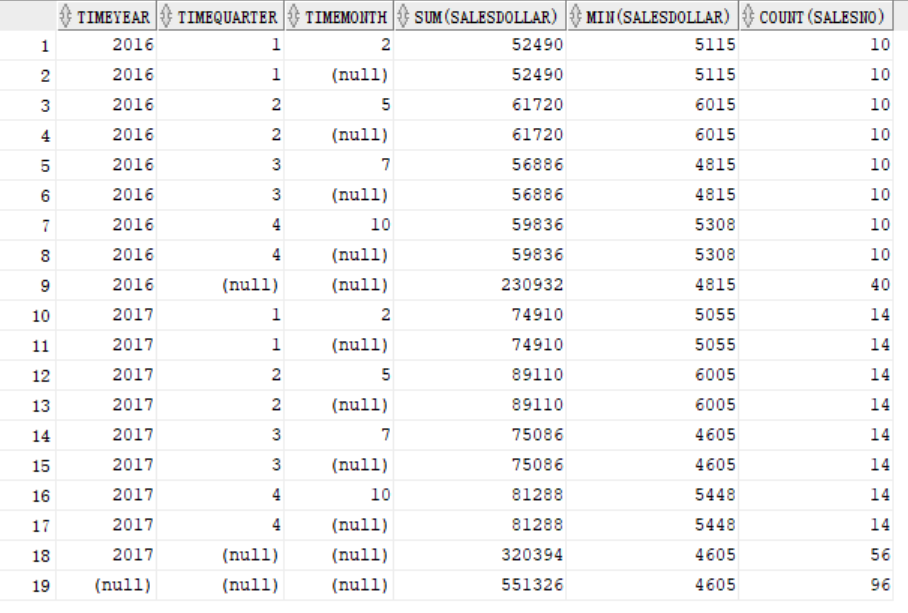 TIMEYEAR TIMEQUARTER TIMEMONTH SUM(SALESDOLLAR) MIN(SALESDOLLAR) COUNT(SALESNO)
1 2016 1 2 52490 5115 10
2 2016 1 (null) 52490 5115 10
3 2016 2 5 61720 6015 10
4 2016 2 (null) 61720 6015 10
5 2016 3 7 56886 4815 10
6 2016 3 (null) 56886 4815 10
7 2016 4 10 59836 5308 10
8 2016 4 (null) 59836 5308 10
9 2016 (null) (null) 230932 4815 40
10 2017 1 2 74910 5055 14
11 2017 1 (null) 74910 5055 14
12 2017 2 5 89110 6005 14
13 2017 2 (null) 89110 6005 14
14 2017 3 7 75086 4605 14
15 2017 3 (null) 75086 4605 14
16 2017 4 10 81288 5448 14
17 2017 4 (null) 81288 5448 14
18 2017 (null) (null) 320394 4605 56
19 (null) (null) (null) 551326 4605 96